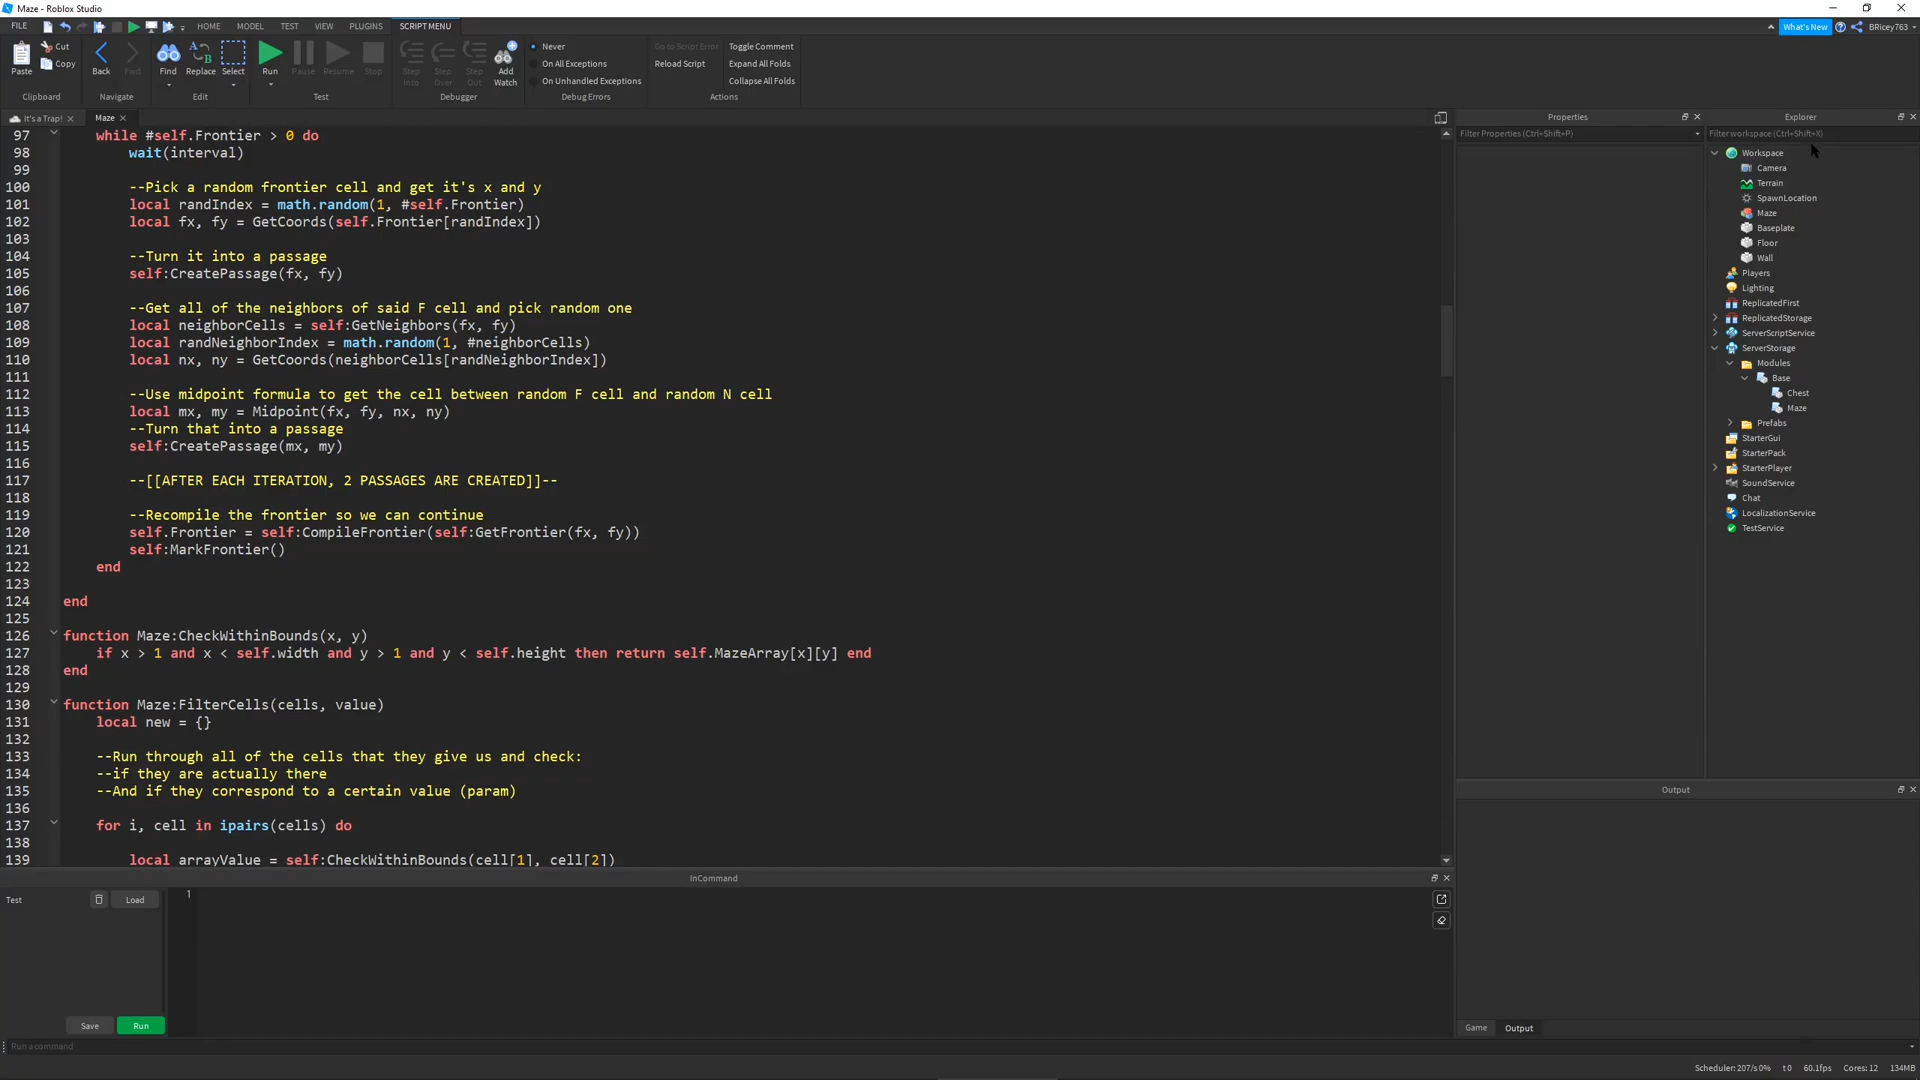 Maze - Roblox Studio
FILE HOME MODEL TEST VIEW PLUGINS SCRIPT MENU What's New BRicey763
Paste Cut Copy Back Fwd Find Replace Select Run Pause Resume Stop Step Into Step Over Step Out Add Watch
Never
On All Exceptions
On Unhandled Exceptions
Go to Script Error
Reload Script
Toggle Comment
Expand All Folds
Collapse All Folds
Clipboard Navigate Edit Test Debugger Debug Errors Actions
It's a Trap! Maze
97 while #self.Frontier > 0 do
98 wait(interval)
99
100 --Pick a random frontier cell and get it's x and y
101 local randIndex = math.random(1, #self.Frontier)
102 local fx, fy = GetCoords(self.Frontier[randIndex])
103
104 --Turn it into a passage
105 self:CreatePassage(fx, fy)
106
107 --Get all of the neighbors of said F cell and pick random one
108 local neighborCells = self:GetNeighbors(fx, fy)
109 local randNeighborIndex = math.random(1, #neighborCells)
110 local nx, ny = GetCoords(neighborCells[randNeighborIndex])
111
112 --Use midpoint formula to get the cell between random F cell and random N cell
113 local mx, my = Midpoint(fx, fy, nx, ny)
114 --Turn that into a passage
115 self:CreatePassage(mx, my)
116
117 --[[AFTER EACH ITERATION, 2 PASSAGES ARE CREATED]]--
118
119 --Recompile the frontier so we can continue
120 self.Frontier = self:CompileFrontier(self:GetFrontier(fx, fy))
121 self:MarkFrontier()
122 end
123
124 end
125
126 function Maze:CheckWithinBounds(x, y)
127 if x > 1 and x < self.width and y > 1 and y < self.height then return self.MazeArray[x][y] end
128 end
129
130 function Maze:FilterCells(cells, value)
131 local new = {}
132
133 --Run through all of the cells that they give us and check:
134 --if they are actually there
135 --And if they correspond to a certain value (param)
136
137 for i, cell in ipairs(cells) do
138
139 local arrayValue = self:CheckWithinBounds(cell[1], cell[2])
Properties
Filter Properties (Ctrl+Shift+P)
Explorer
Filter workspace (Ctrl+Shift+X)
Workspace
Camera
Terrain
SpawnLocation
Maze
Baseplate
Floor
Wall
Players
Lighting
ReplicatedFirst
ReplicatedStorage
ServerScriptService
ServerStorage
Modules
Base
Chest
Maze
Prefabs
StarterGui
StarterPack
StarterPlayer
SoundService
Chat
LocalizationService
TestService
Output
Game Output
InCommand
Test Load 1
Save Run
Run a command
Scheduler: 207/s 0% t 0 60.1fps Cores: 12 134MB